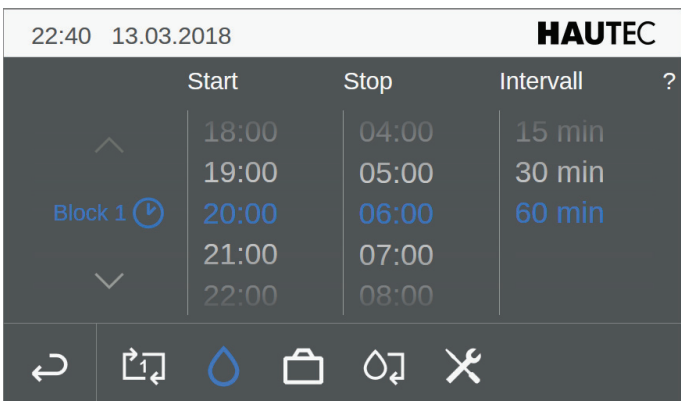 22:40 13.03.2018 HAUTEC
Start Stop Intervall ?
18:00 04:00 15 min
19:00 05:00 30 min
Block 1 20:00 06:00 60 min
21:00 07:00
22:00 08:00
1